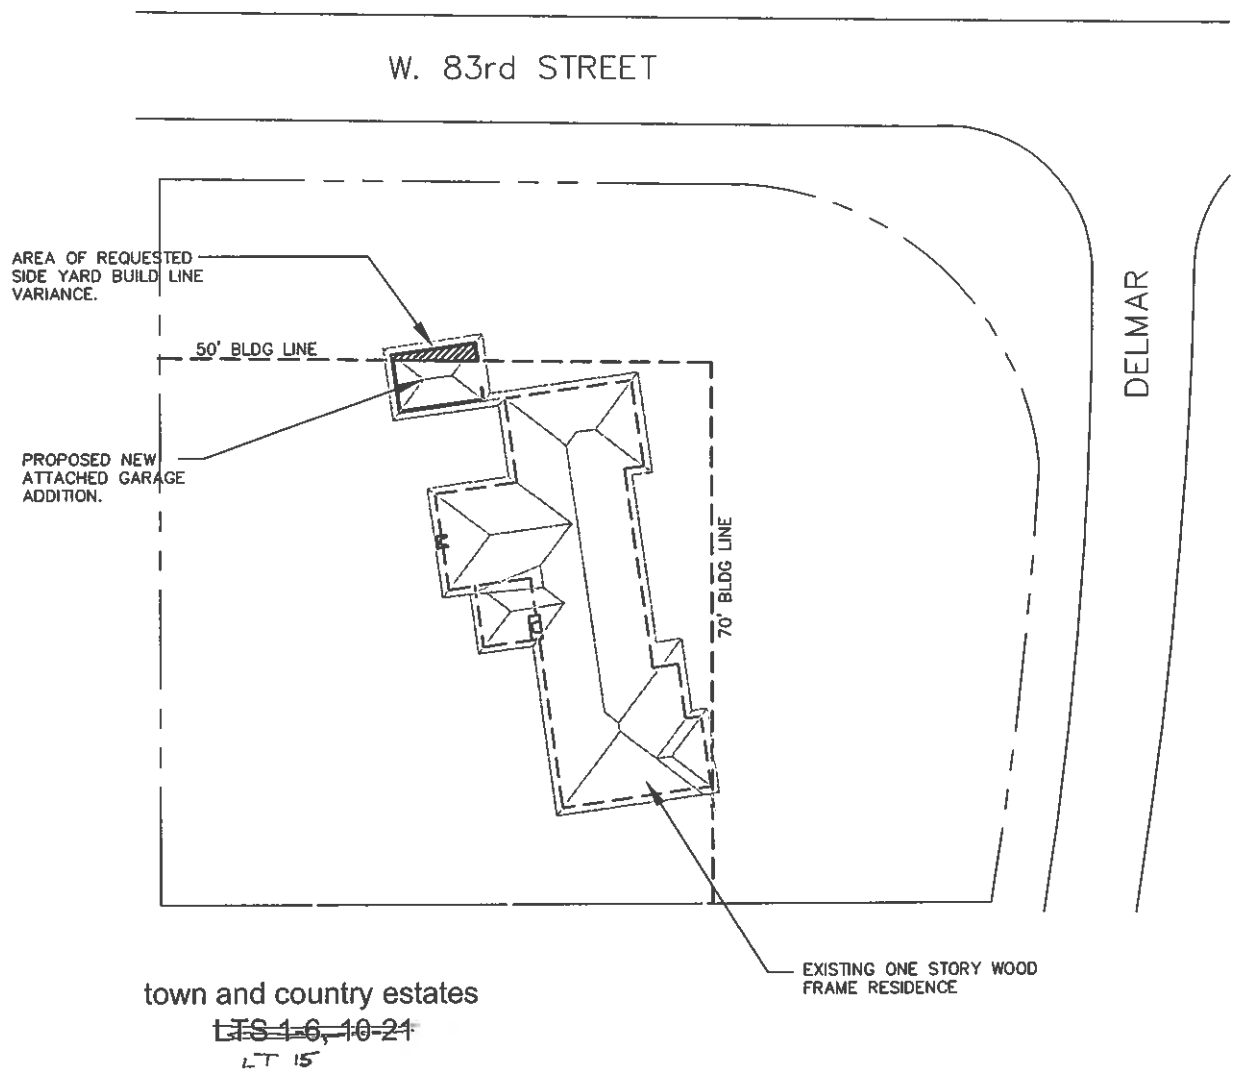 W. 83rd STREET
AREA OF REQUESTED
SIDE YARD BUILD LINE
VARIANCE.
50' BLDG LINE
DELMAR
PROPOSED NEW
ATTACHED GARAGE
ADDITION.
70' BLDG LINE
EXISTING ONE STORY WOOD
FRAME RESIDENCE
town and country estates
LTS 1-6, 10-21
LT 15